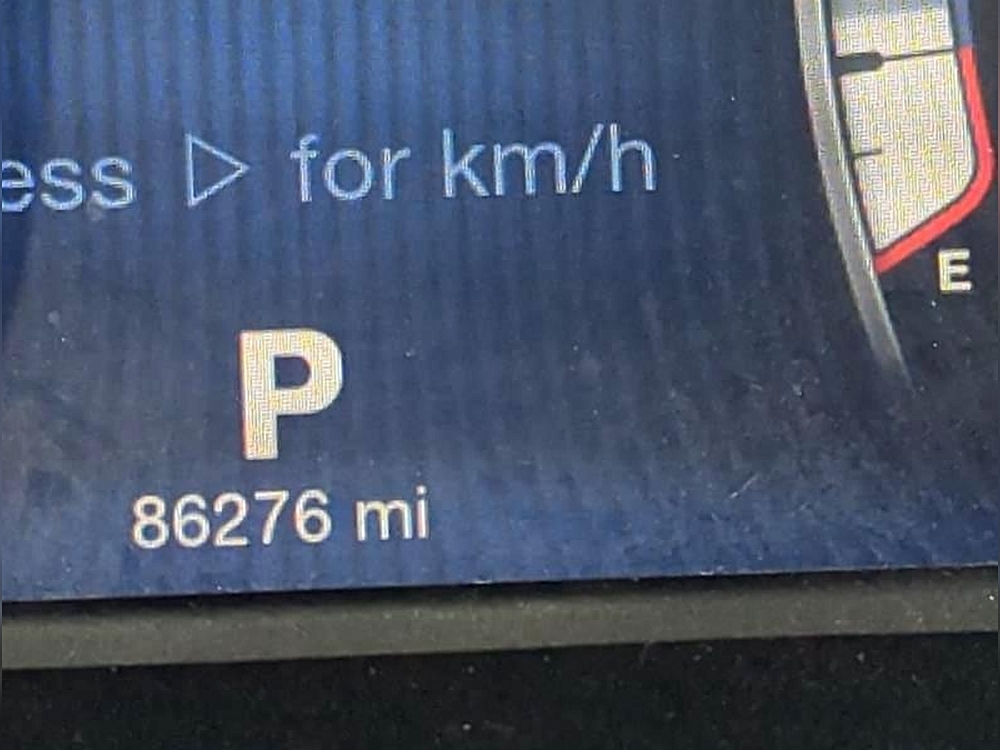 ess ▷ for km/h
E
P
86276 mi